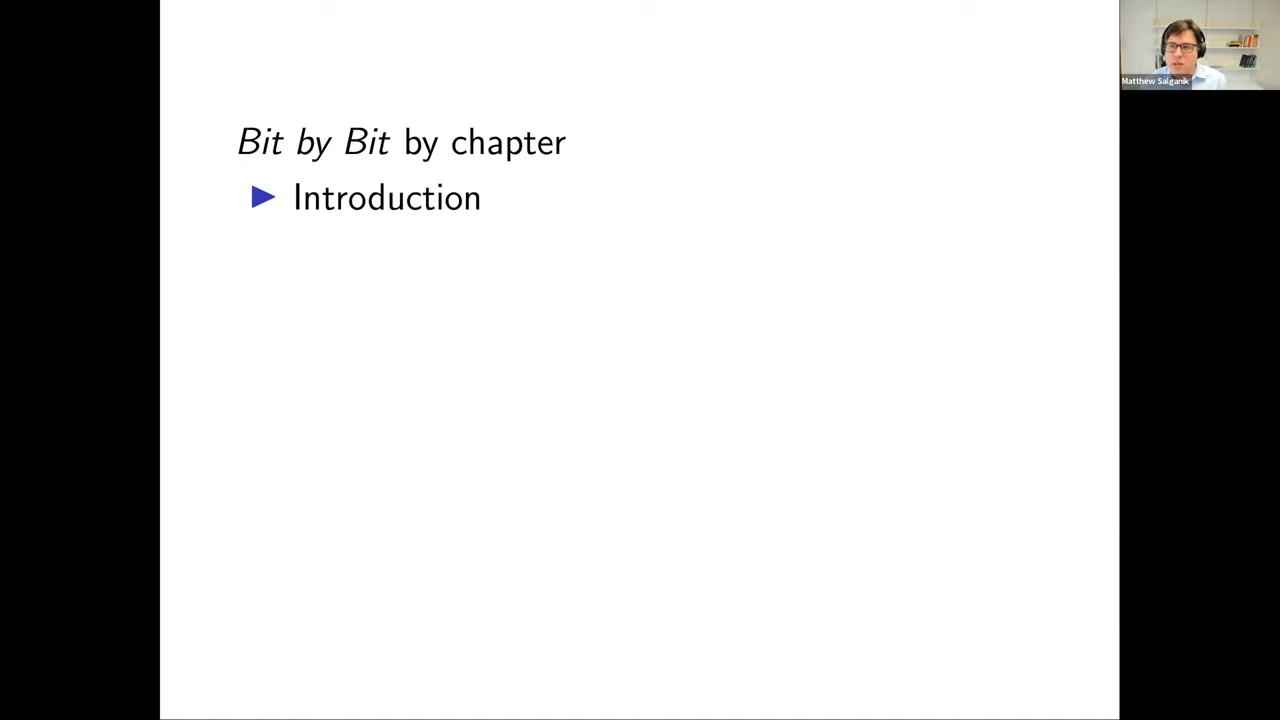 Bit by Bit by chapter
▶ Introduction
Matthew Salganik